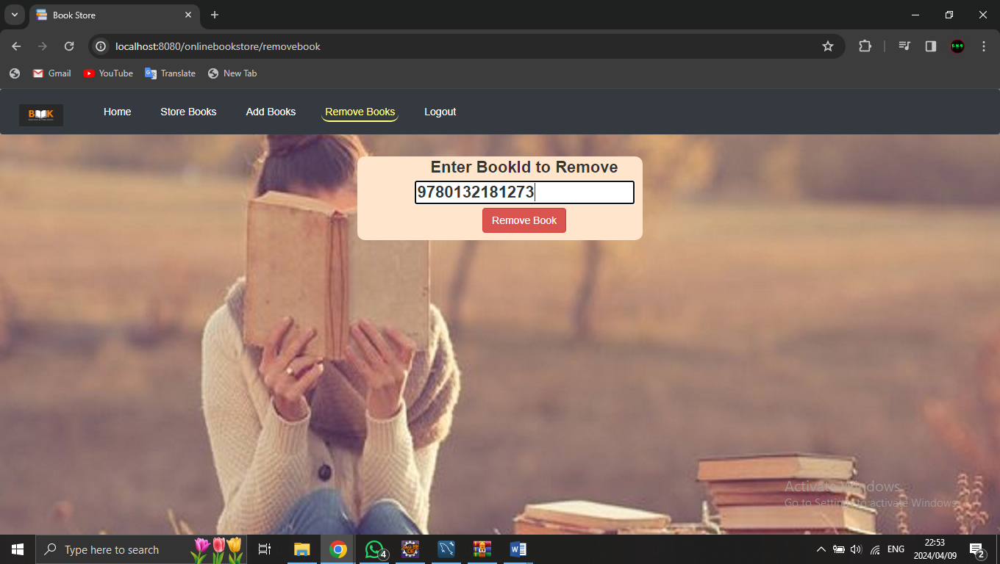 Book Store
localhost:8080/onlinebookstore/removebook
Gmail
YouTube
Translate
New Tab
BOOK
Home
Store Books
Add Books
Remove Books
Logout
Enter BookId to Remove
9780132181273
Remove Book
Activate Windows
Go to Settings to activate Windows.
Type here to search
4
ENG
22:53
2024/04/09
2